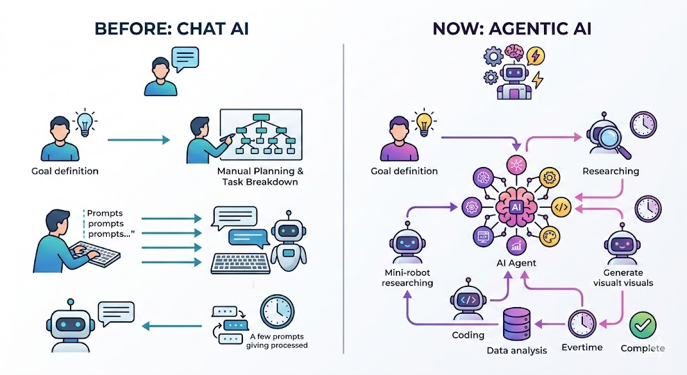 BEFORE: CHAT AI
Goal definition
Manual Planning &
Task Breakdown
Prompts
prompts
prompts..."
A few prompts
giving processed
NOW: AGENTIC AI
Goal definition
Researching
AI
AI Agent
Mini-robot
researching
Generate
visualt visuals
</>
</>
Coding
Data analysis
Evertime
Complete